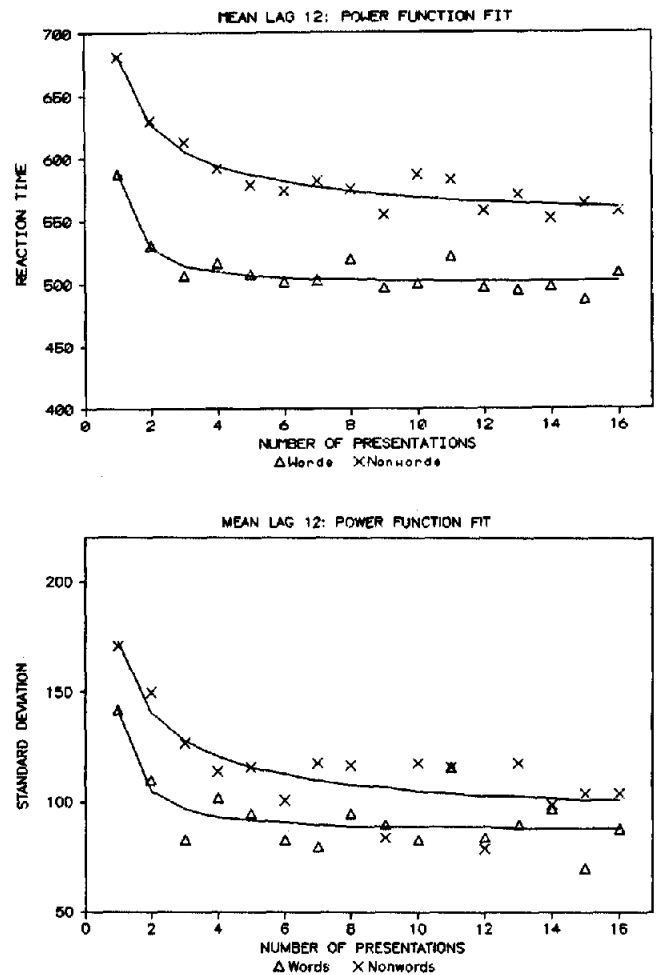 MEAN LAG 12: POWER FUNCTION FIT
700
650
600
550
500
450
400
REACTION TIME
0 2 4 6 8 10 12 14 16
NUMBER OF PRESENTATIONS
△Words ×Nonwords
MEAN LAG 12: POWER FUNCTION FIT
200
150
100
50
STANDARD DEVIATION
0 2 4 6 8 10 12 14 16
NUMBER OF PRESENTATIONS
△ Words × Nonwords